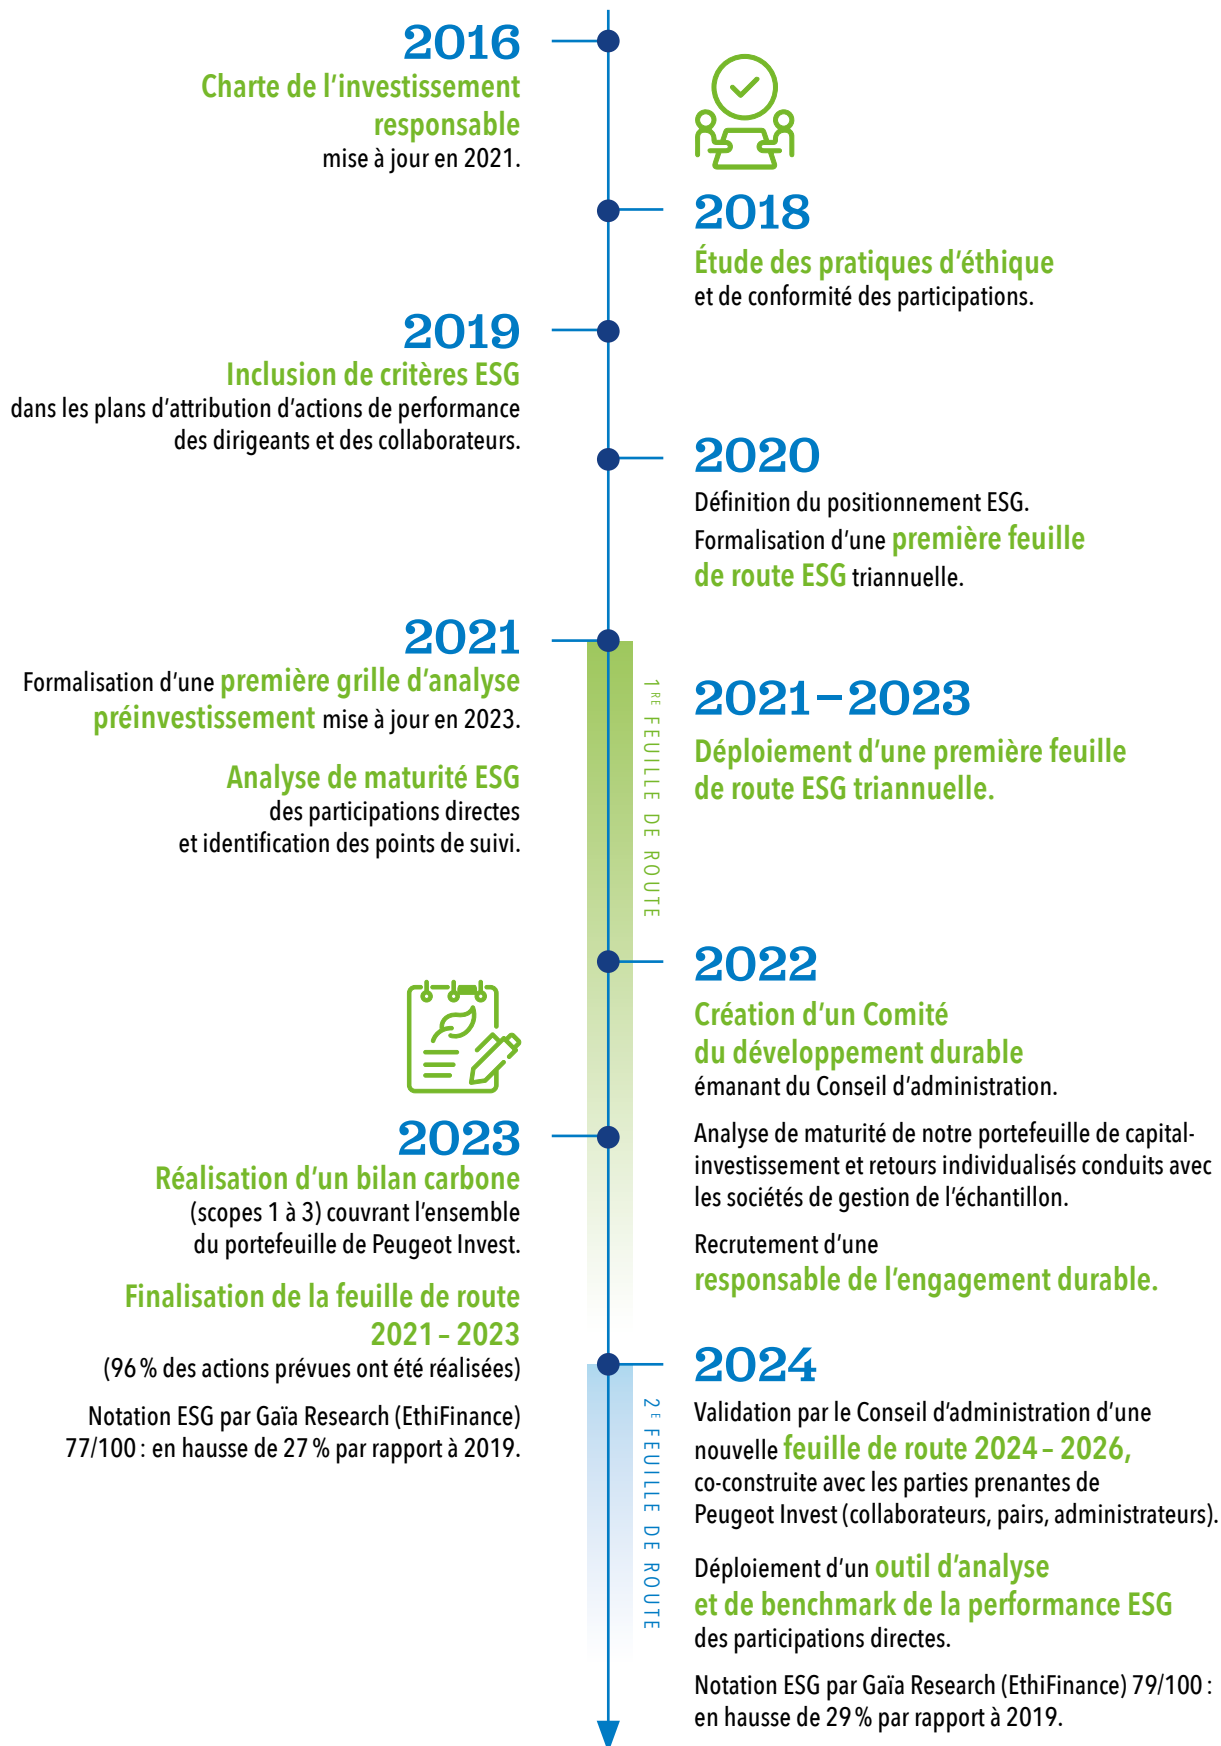 2016
Charte de l’investissement
responsable
mise à jour en 2021.
2018
Étude des pratiques d’éthique
et de conformité des participations.
2019
Inclusion de critères ESG
dans les plans d’attribution d’actions de performance
des dirigeants et des collaborateurs.
2020
Définition du positionnement ESG.
Formalisation d’une première feuille
de route ESG triannuelle.
2021
Formalisation d’une première grille d’analyse
préinvestissement mise à jour en 2023.
Analyse de maturité ESG
des participations directes
et identification des points de suivi.
1RE FEUILLE DE ROUTE
2021–2023
Déploiement d’une première feuille
de route ESG triannuelle.
2022
Création d’un Comité
du développement durable
émanant du Conseil d’administration.
Analyse de maturité de notre portefeuille de capital-
investissement et retours individualisés conduits avec
les sociétés de gestion de l’échantillon.
Recrutement d’une
responsable de l’engagement durable.
2023
Réalisation d’un bilan carbone
(scopes 1 à 3) couvrant l’ensemble
du portefeuille de Peugeot Invest.
Finalisation de la feuille de route
2021 – 2023
(96 % des actions prévues ont été réalisées)
Notation ESG par Gaïa Research (EthiFinance)
77/100 : en hausse de 27 % par rapport à 2019.
2E FEUILLE DE ROUTE
2024
Validation par le Conseil d’administration d’une
nouvelle feuille de route 2024 – 2026,
co-construite avec les parties prenantes de
Peugeot Invest (collaborateurs, pairs, administrateurs).
Déploiement d’un outil d’analyse
et de benchmark de la performance ESG
des participations directes.
Notation ESG par Gaïa Research (EthiFinance) 79/100 :
en hausse de 29 % par rapport à 2019.